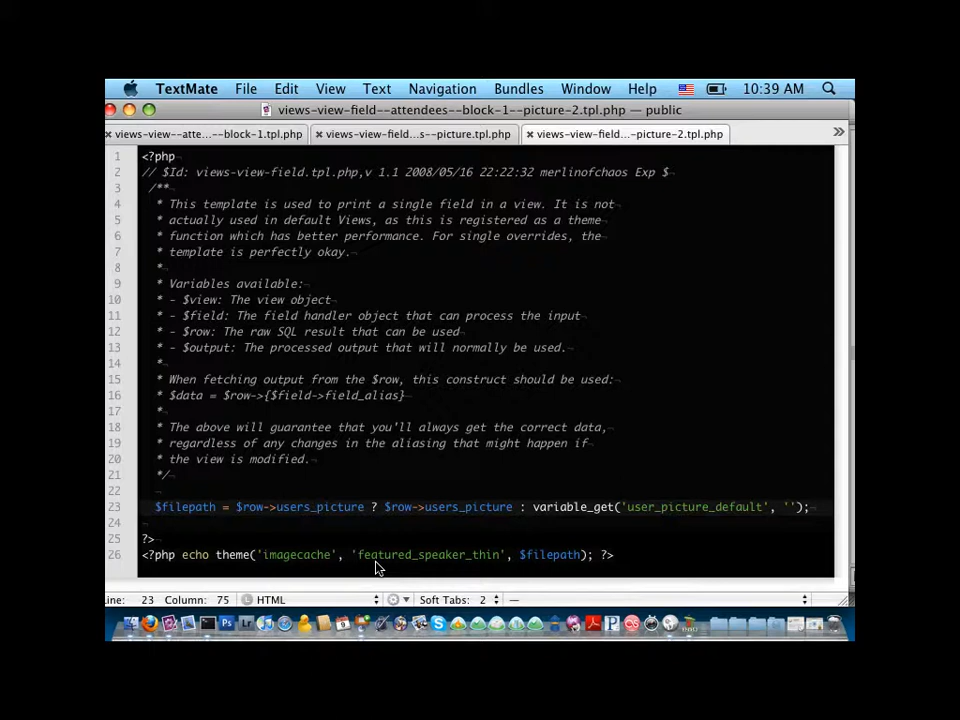 TextMate File Edit View Text Navigation Bundles Window Help 10:39 AM
views-view-field--attendees--block-1--picture-2.tpl.php — public
views-view--atte...--block-1.tpl.php views-view-field...s--picture.tpl.php views-view-field...-picture-2.tpl.php »
1 <?php
2 // $Id: views-view-field.tpl.php,v 1.1 2008/05/16 22:22:32 merlinofchaos Exp $
3 /**
4 * This template is used to print a single field in a view. It is not
5 * actually used in default Views, as this is registered as a theme
6 * function which has better performance. For single overrides, the
7 * template is perfectly okay.
8 *
9 * Variables available:
10 * - $view: The view object
11 * - $field: The field handler object that can process the input
12 * - $row: The raw SQL result that can be used
13 * - $output: The processed output that will normally be used.
14 *
15 * When fetching output from the $row, this construct should be used:
16 * $data = $row->{$field->field_alias}
17 *
18 * The above will guarantee that you'll always get the correct data,
19 * regardless of any changes in the aliasing that might happen if
20 * the view is modified.
21 */
22
23 $filepath = $row->users_picture ? $row->users_picture : variable_get('user_picture_default', '');
24
25 ?>
26 <?php echo theme('imagecache', 'featured_speaker_thin', $filepath); ?>
Line: 23 Column: 75 L HTML Soft Tabs: 2 —
Ps Lr 9 S P